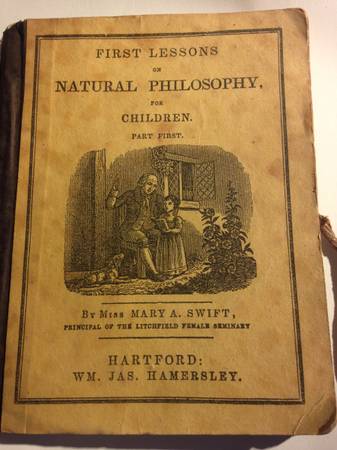 FIRST LESSONS
ON
NATURAL PHILOSOPHY,
FOR
CHILDREN.
PART FIRST.
BY MISS MARY A. SWIFT,
PRINCIPAL OF THE LITCHFIELD FEMALE SEMINARY
HARTFORD:
WM. JAS. HAMERSLEY.